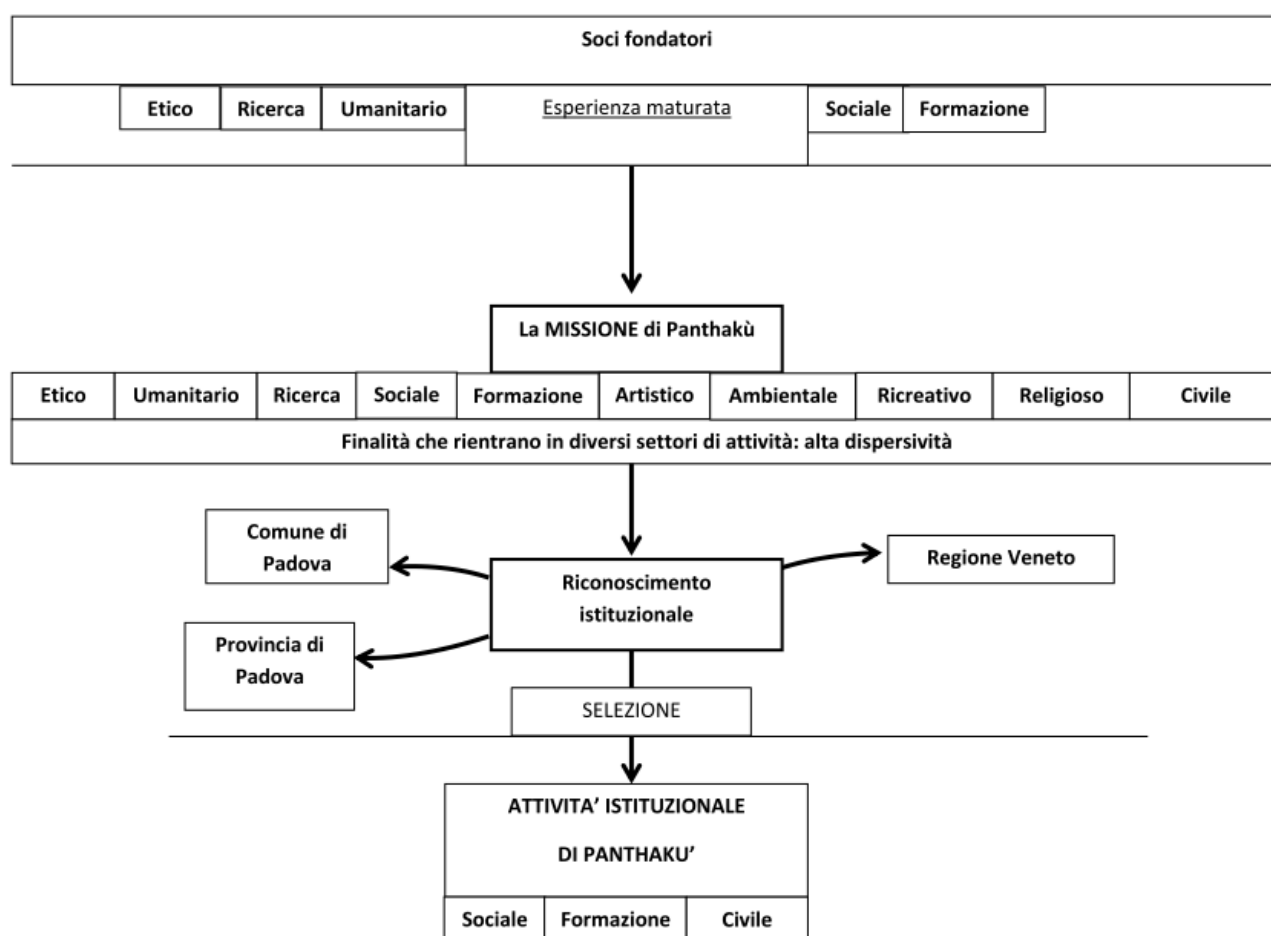 Soci fondatori
Etico Ricerca Umanitario Esperienza maturata Sociale Formazione
La MISSIONE di Panthakù
Etico Umanitario Ricerca Sociale Formazione Artistico Ambientale Ricreativo Religioso Civile
Finalità che rientrano in diversi settori di attività: alta dispersività
Comune di
Padova
Regione Veneto
Riconoscimento
istituzionale
Provincia di
Padova
SELEZIONE
ATTIVITA’ ISTITUZIONALE
DI PANTHAKU’
Sociale Formazione Civile